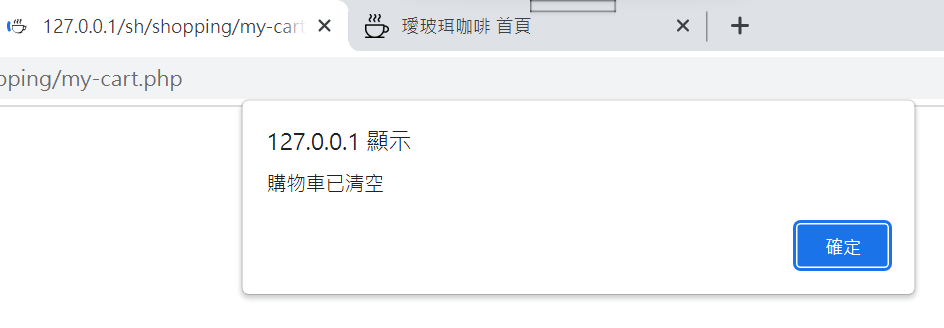 127.0.0.1/sh/shopping/my-cart
璦玻珥咖啡 首頁
pping/my-cart.php
127.0.0.1 顯示
購物車已清空
確定